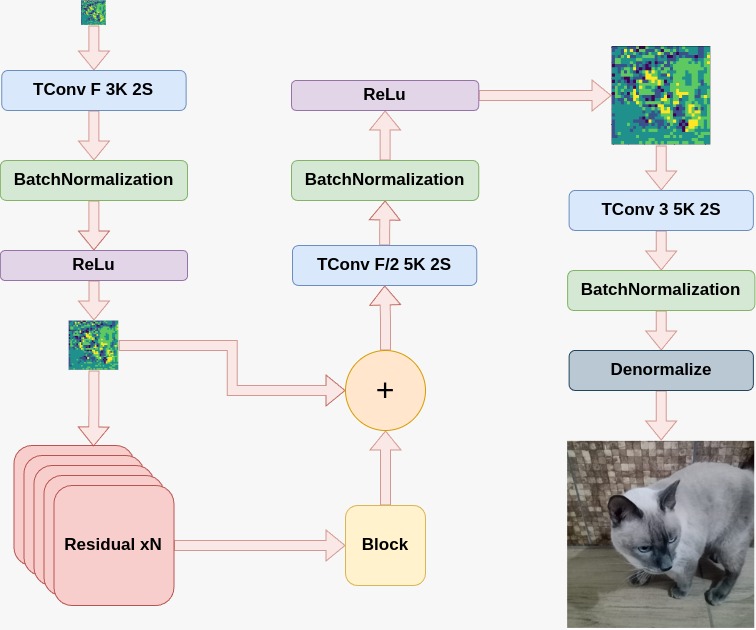 TConv F 3K 2S
BatchNormalization
ReLu
Residual xN
Block
+
TConv F/2 5K 2S
BatchNormalization
ReLu
TConv 3 5K 2S
BatchNormalization
Denormalize